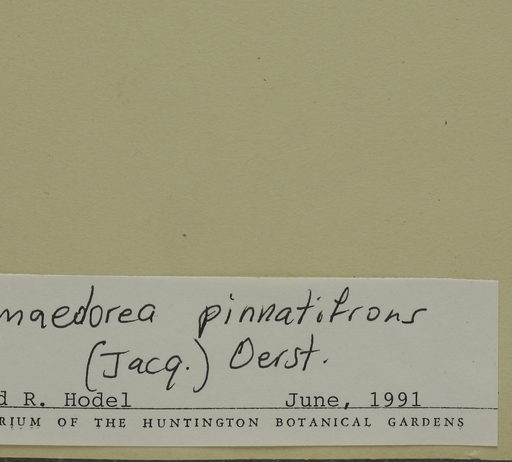 maedorea pinnatifrons
(Jacq.) Oerst.
d R. Hodel June, 1991
RIUM OF THE HUNTINGTON BOTANICAL GARDENS